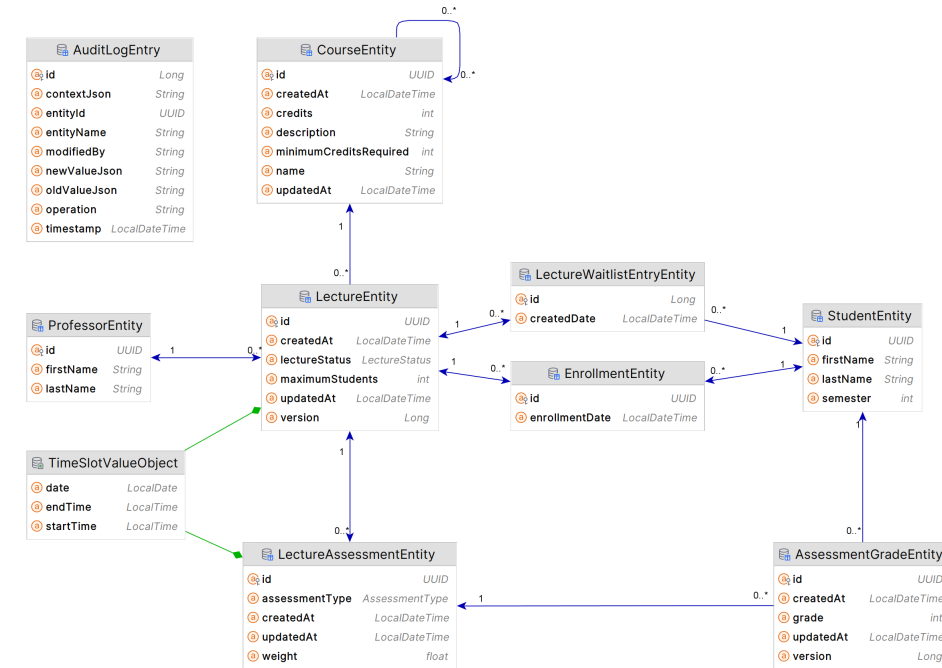 0..*
0..*
AuditLogEntry
id Long
contextJson String
entityId UUID
entityName String
modifiedBy String
newValueJson String
oldValueJson String
operation String
timestamp LocalDateTime
CourseEntity
id UUID
createdAt LocalDateTime
credits int
description String
minimumCreditsRequired int
name String
updatedAt LocalDateTime
1
0..*
LectureEntity
id UUID
createdAt LocalDateTime
lectureStatus LectureStatus
maximumStudents int
updatedAt LocalDateTime
version Long
ProfessorEntity
id UUID
firstName String
lastName String
1
0..*
LectureWaitlistEntryEntity
id Long
createdDate LocalDateTime
1
0..*
0..*
1
EnrollmentEntity
id UUID
enrollmentDate LocalDateTime
1
0..*
0..*
1
StudentEntity
id UUID
firstName String
lastName String
semester int
TimeSlotValueObject
date LocalDate
endTime LocalTime
startTime LocalTime
1
0..*
1
0..*
LectureAssessmentEntity
id UUID
assessmentType AssessmentType
createdAt LocalDateTime
updatedAt LocalDateTime
weight float
1
0..*
AssessmentGradeEntity
id UUID
createdAt LocalDateTime
grade int
updatedAt LocalDateTime
version Long